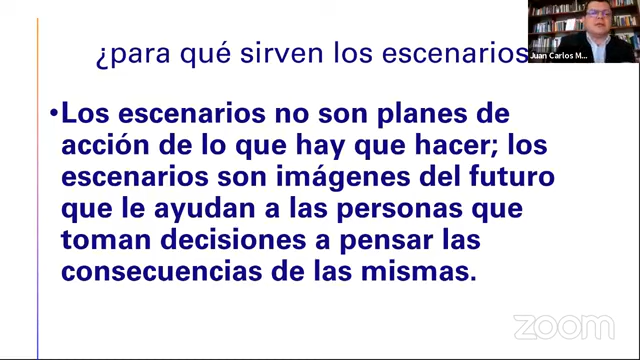 ¿para qué sirven los escenarios
Juan Carlos M...
•Los escenarios no son planes de
acción de lo que hay que hacer; los
escenarios son imágenes del futuro
que le ayudan a las personas que
toman decisiones a pensar las
consecuencias de las mismas.
zoom